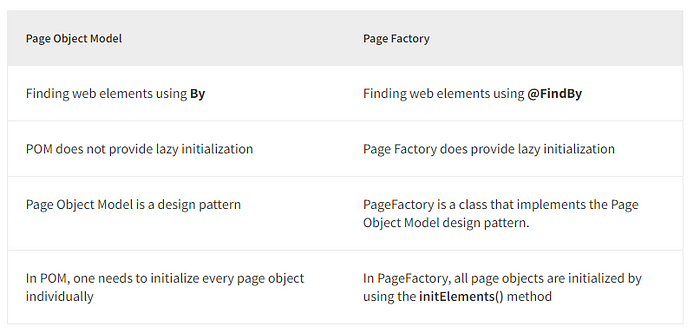 Page Object Model
Page Factory
Finding web elements using By
Finding web elements using @FindBy
POM does not provide lazy initialization
Page Factory does provide lazy initialization
Page Object Model is a design pattern
PageFactory is a class that implements the Page
Object Model design pattern.
In POM, one needs to initialize every page object
individually
In PageFactory, all page objects are initialized by
using the initElements() method